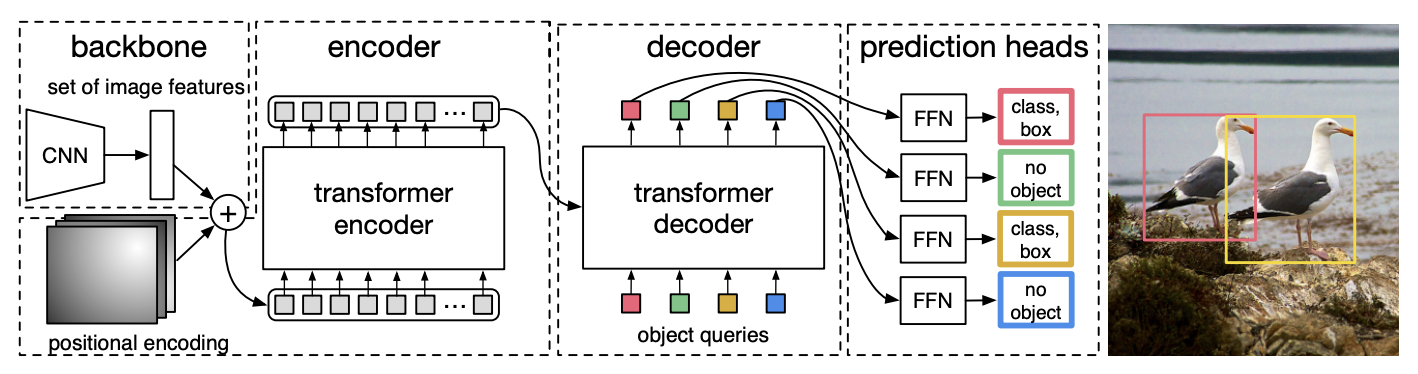 backbone
set of image features
CNN
+
positional encoding
encoder
...
transformer
encoder
...
decoder
transformer
decoder
object queries
prediction heads
FFN
class,
box
FFN
no
object
FFN
class,
box
FFN
no
object